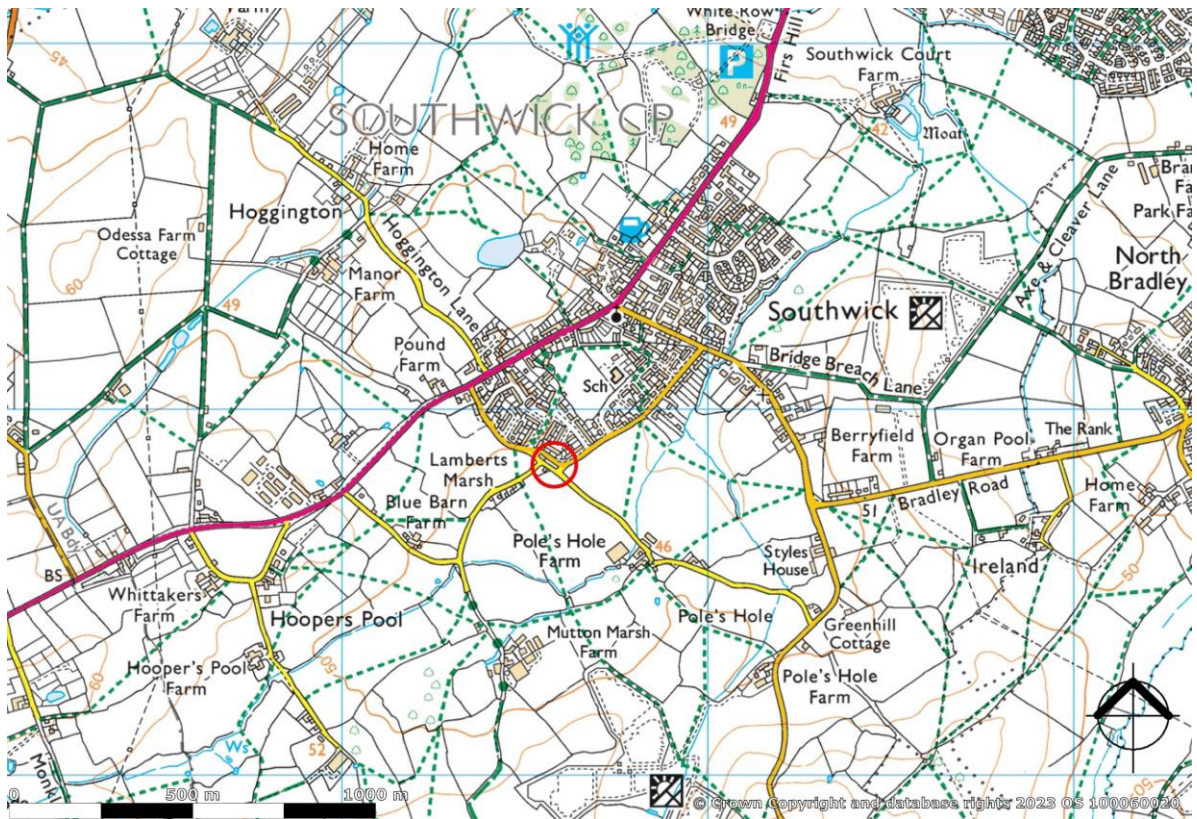 Farm
White Row
Bridge
P
Firs Hill
Southwick Court
Farm
45
SOUTHWICK CP
49
42
Moat
Home
Farm
Axe & Cleaver Lane
Park
Hoggington
Odessa Farm
Cottage
Hoggington Lane
North
Bradley
60
Manor
Farm
49
Southwick
Pound
Farm
Bridge Breach Lane
Sch
Berryfield
Farm
Organ Pool
Farm
The Rank
Lamberts
Marsh
Blue Barn
Farm
Bradley Road
51
Home
Farm
UA Bdy
Pole's Hole
Farm
46
Styles
House
BS
Ireland
50
Whittakers
Farm
Hoopers Pool
Pole's Hole
Greenhill
Cottage
Mutton Marsh
Farm
Hooper's Pool
Farm
50
60
Pole's Hole
Farm
Ws
52
50
0
500 m
1000 m
© Crown Copyright and database rights 2023 OS 100060020